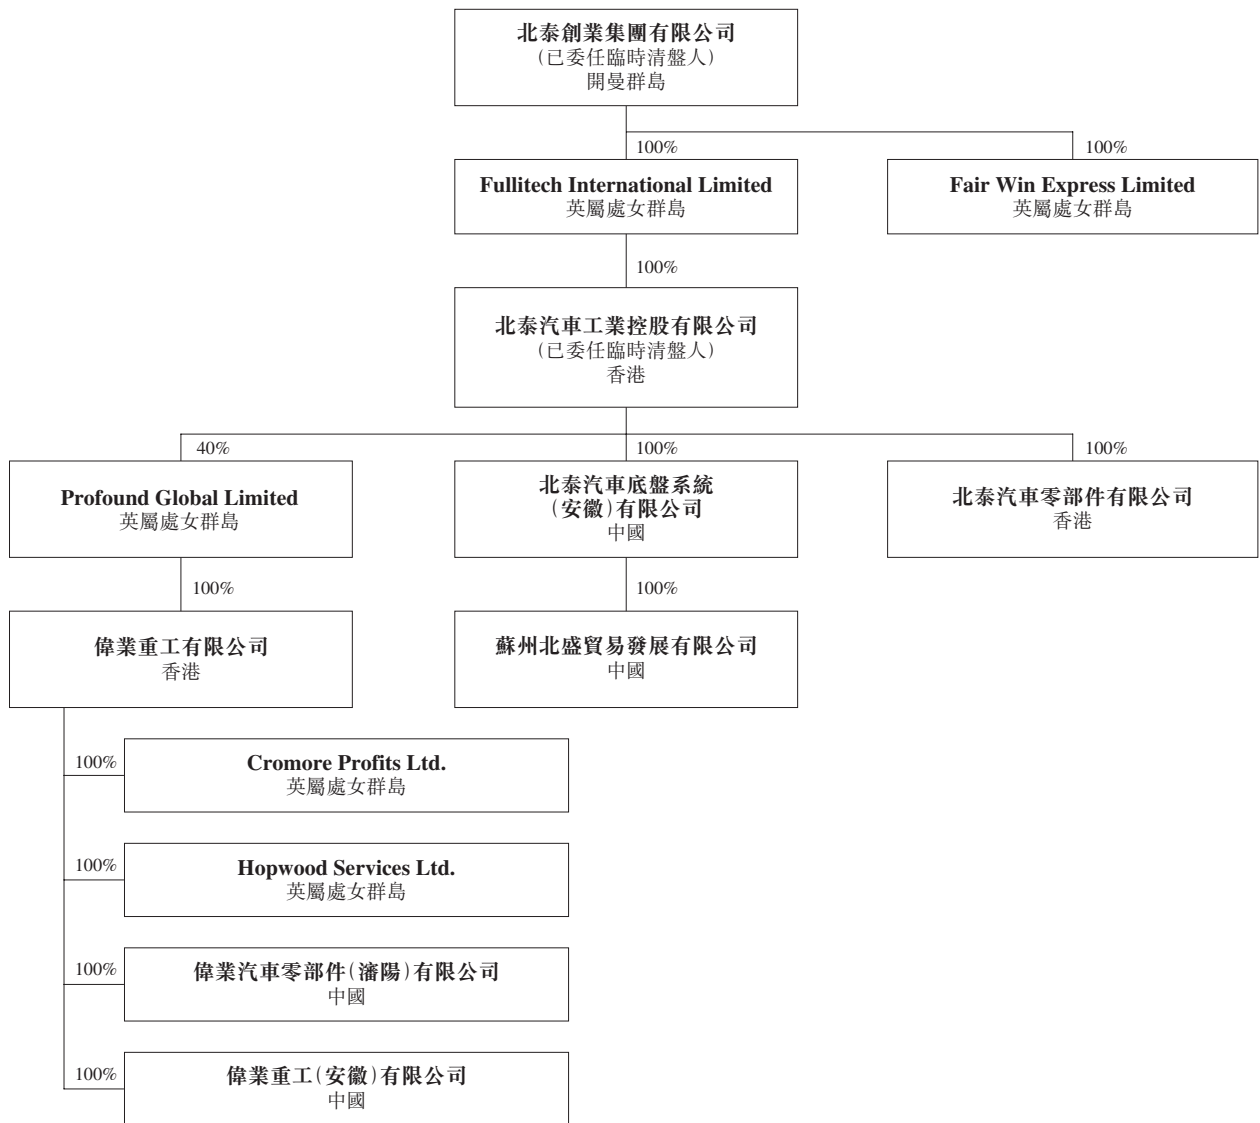 北泰創業集團有限公司
(已委任臨時清盤人)
開曼群島
100%
100%
Fullitech International Limited
英屬處女群島
Fair Win Express Limited
英屬處女群島
100%
北泰汽車工業控股有限公司
(已委任臨時清盤人)
香港
40%
100%
100%
Profound Global Limited
英屬處女群島
北泰汽車底盤系統
(安徽)有限公司
中國
北泰汽車零部件有限公司
香港
100%
100%
偉業重工有限公司
香港
蘇州北盛貿易發展有限公司
中國
100%
Cromore Profits Ltd.
英屬處女群島
100%
Hopwood Services Ltd.
英屬處女群島
100%
偉業汽車零部件(瀋陽)有限公司
中國
100%
偉業重工(安徽)有限公司
中國